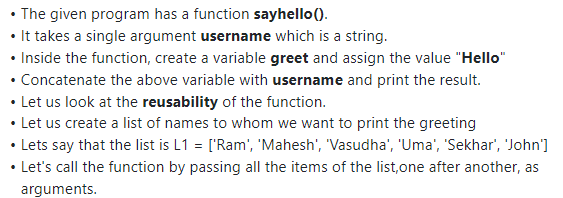 • The given program has a function sayhello().
• It takes a single argument username which is a string.
• Inside the function, create a variable greet and assign the value "Hello"
• Concatenate the above variable with username and print the result.
• Let us look at the reusability of the function.
• Let us create a list of names to whom we want to print the greeting
• Lets say that the list is L1 = ['Ram', 'Mahesh', 'Vasudha', 'Uma', 'Sekhar', 'John']
• Let's call the function by passing all the items of the list,one after another, as
arguments.